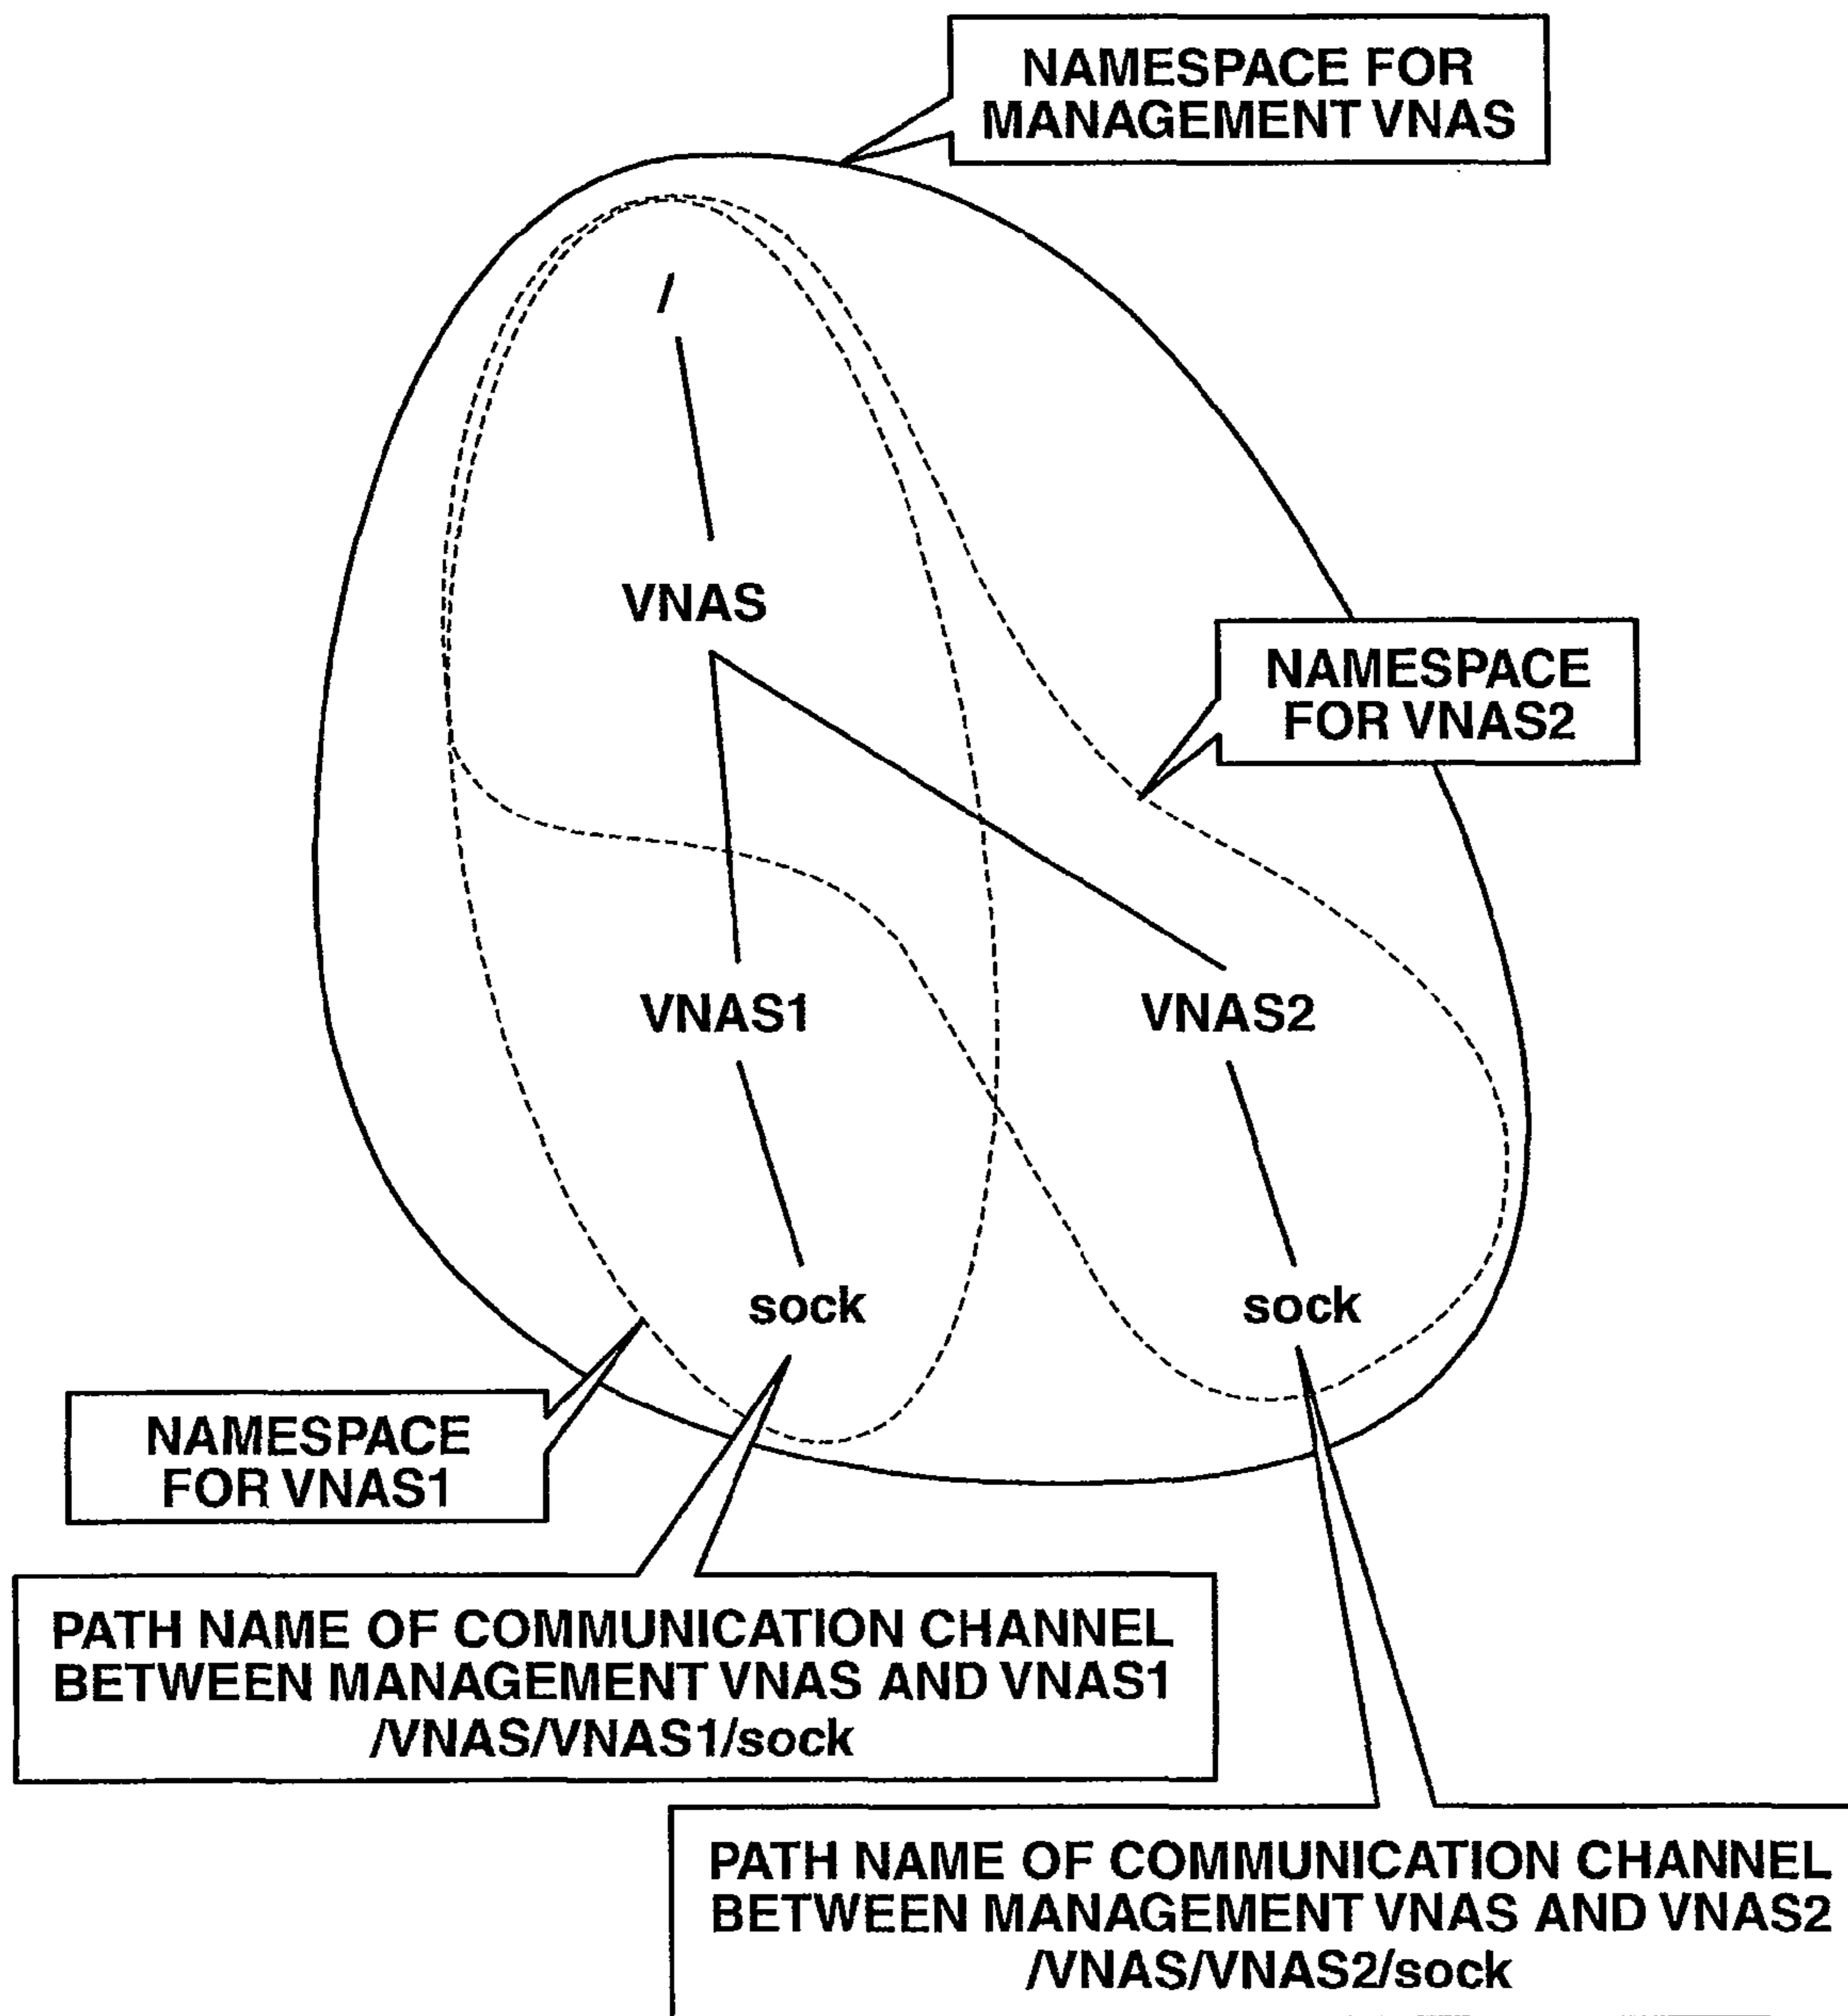 NAMESPACE FOR
MANAGEMENT VNAS
/
VNAS
NAMESPACE
FOR VNAS2
VNAS1
VNAS2
sock
sock
NAMESPACE
FOR VNAS1
PATH NAME OF COMMUNICATION CHANNEL
BETWEEN MANAGEMENT VNAS AND VNAS1
/VNAS/VNAS1/sock
PATH NAME OF COMMUNICATION CHANNEL
BETWEEN MANAGEMENT VNAS AND VNAS2
/VNAS/VNAS2/sock